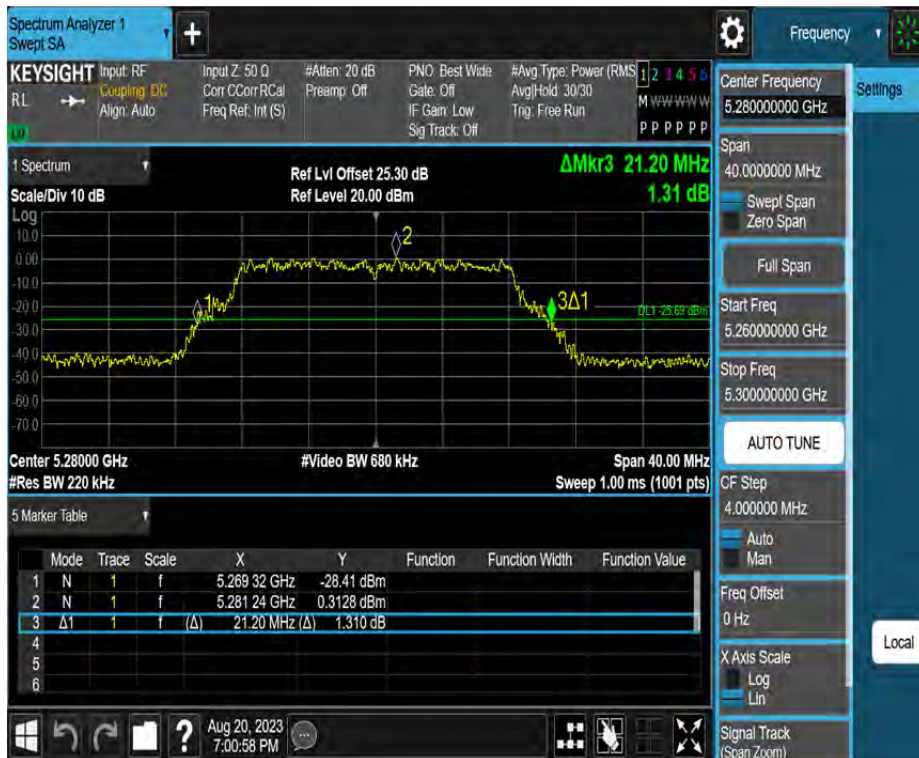 Spectrum Analyzer 1
Swept SA
+
Frequency
KEYSIGHT
RL
Input: RF
Coupling: DC
Align: Auto
Input Z: 50 Ω
Corr CCorr RCal
Freq Ref: Int (S)
#Atten: 20 dB
Preamp: Off
PNO: Best Wide
Gate: Off
IF Gain: Low
Sig Track: Off
#Avg Type: Power (RMS
Avg|Hold: 30/30
Trig: Free Run
1 2 3 4 5 6
M W W W W W
P P P P P P
1 Spectrum
Scale/Div 10 dB
Ref Lvl Offset 25.30 dB
Ref Level 20.00 dBm
ΔMkr3 21.20 MHz
1.31 dB
Log
10.0
0.00
-10.0
-20.0
-30.0
-40.0
-50.0
-60.0
-70.0
1
2
3Δ1
DL1 -25.69 dBm
Center 5.28000 GHz
#Res BW 220 kHz
#Video BW 680 kHz
Span 40.00 MHz
Sweep 1.00 ms (1001 pts)
5 Marker Table
Mode Trace Scale X Y Function Function Width Function Value
1 N 1 f 5.269 32 GHz -28.41 dBm
2 N 1 f 5.281 24 GHz 0.3128 dBm
3 Δ1 1 f (Δ) 21.20 MHz (Δ) 1.310 dB
4
5
6
?
Aug 20, 2023
7:00:58 PM
Center Frequency
5.280000000 GHz
Span
40.0000000 MHz
Swept Span
Zero Span
Full Span
Start Freq
5.260000000 GHz
Stop Freq
5.300000000 GHz
AUTO TUNE
CF Step
4.000000 MHz
Auto
Man
Freq Offset
0 Hz
X Axis Scale
Log
Lin
Signal Track
(Span Zoom)
Settings
Local